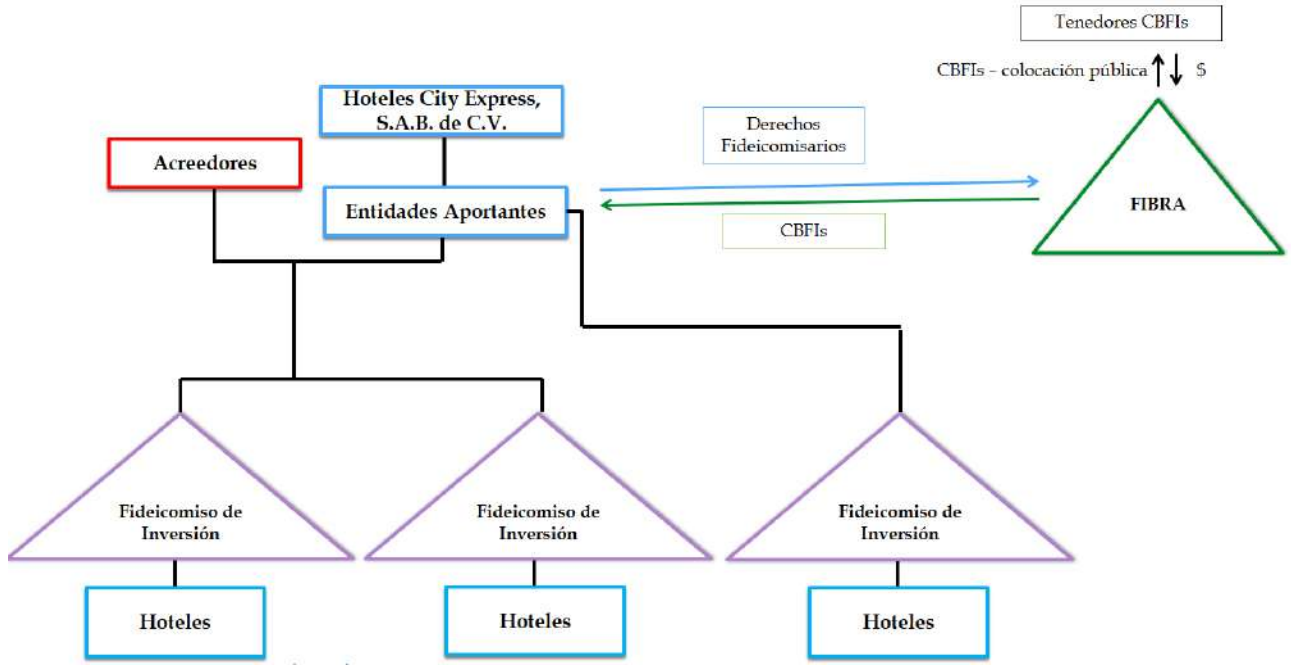 Tenedores CBFIs
CBFIs – colocación pública
$
Hoteles City Express,
S.A.B. de C.V.
Derechos
Fideicomisarios
Acreedores
Entidades Aportantes
FIBRA
CBFIs
Fideicomiso de
Inversión
Fideicomiso de
Inversión
Fideicomiso de
Inversión
Hoteles
Hoteles
Hoteles